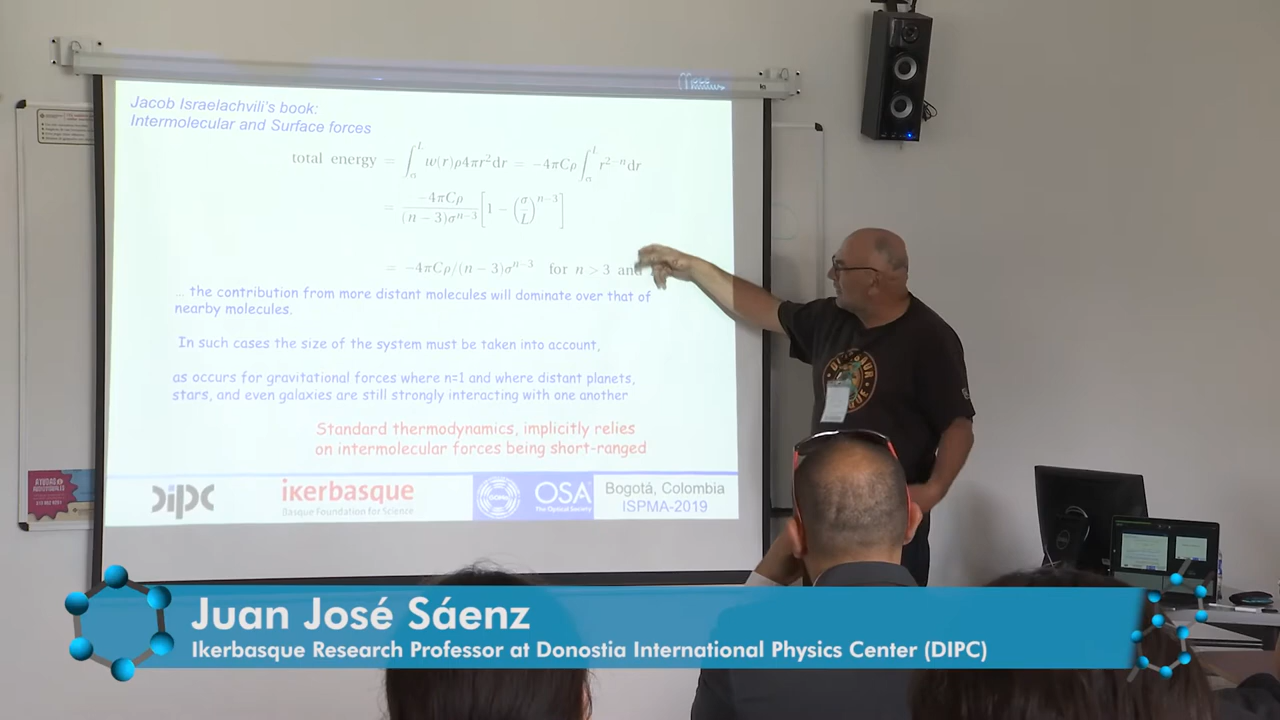 Jacob Israelachvili's book:
Intermolecular and Surface forces
total energy = ∫_σ^L w(r)ρ4πr²dr = −4πCρ ∫_σ^L r^{2−n}dr
= −4πCρ / (n − 3)σ^{n−3} [1 − (σ/L)^{n−3}]
= −4πCρ/(n − 3)σ^{n−3} for n > 3 and
... the contribution from more distant molecules will dominate over that of
nearby molecules.
In such cases the size of the system must be taken into account,
as occurs for gravitational forces where n=1 and where distant planets,
stars, and even galaxies are still strongly interacting with one another
Standard thermodynamics, implicitly relies
on intermolecular forces being short-ranged
dipc
ikerbasque
Basque Foundation for Science
OSA
The Optical Society
Bogotá, Colombia
ISPMA-2019
Juan José Sáenz
Ikerbasque Research Professor at Donostia International Physics Center (DIPC)